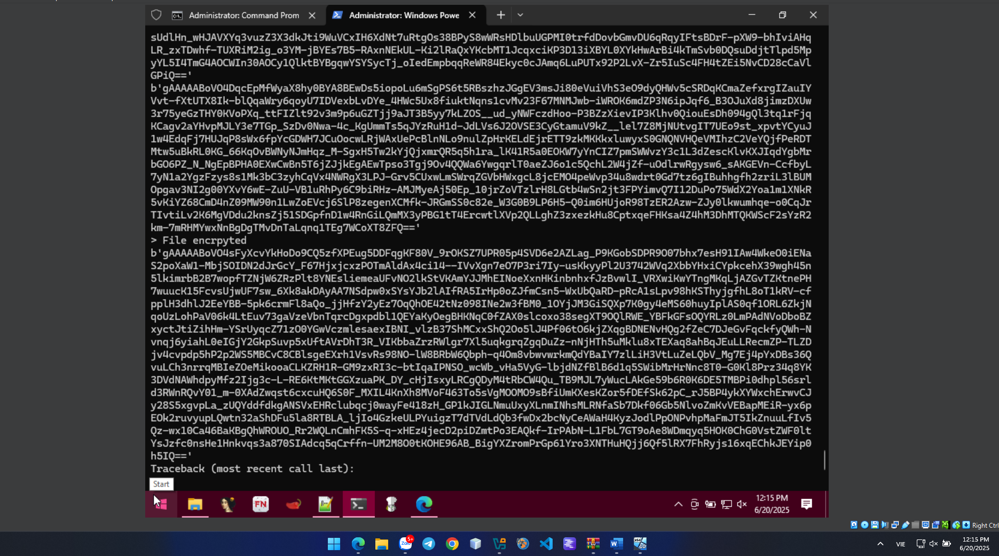 Administrator: Command Prom
Administrator: Windows Powe
sUdlHn_wHJAVXYq3vuzZ3X3dkJti9WuVCxIH6XdNt7uRtgOs38BPyS8wWRsHDlbuUGPMI0trfdDovbGmvDU6qRqyIFtsBDrF-pXW9-bhIviAHq
LR_zxTDwhf-TUXRiM2ig_o3YM-jBYEs7B5-RAxnNEkUL-Ki2lRaQxYKcbMT1JcqxciKP3D13iXBYL0XYkHwArBi4kTmSvb0DQsuDdjtTlpd5Mp
yYL5I4TmG4AOCWIn30AOCy1QlktBYBgqwYSYSycTj_oIedEmpbqqReWR84Ekyc0cJAmq6LuPUTx92P2LvX-Zr5IuSc4FH4tZEi5NvCD28cCaVl
GPiQ=='
b'gAAAAABoVO4DqcEpMfWyaX8hy0BYA8BEwDs5iopoLu6mSgPS6t5RBszhzJGgEV3msJi80eVuiVhS3eO9dyQHWv5cSRDqKCmaZefxrgIZauIY
Vvt-fXtUTX8Ik-blQqaWry6qoyU7IDVexbLvDYe_4HWc5Ux8fiuktNqns1cvMv23F67MNMJwb-iWROK6mdZP3N6ipJqf6_B3OJuXd8jimzDXUw
3r75yeGzTHY0KVoPXq_ttFIZlt92v3m9p6uGZTjj9aJT3B5yy7kLZOS__ud_yNWFczdHoo-P3BZzXievIP3Klhv0QiouEsDh094gQl3tq1rFjq
KCagv2aYHvpMJLY3e7TGp_SzDv0Nwa-4c_KgUmmTs5qJYzRuH1d-JdLVs6J2OVSE3CyGtamuV9kZ__lel7Z8MjNUtvgIT7UEo9st_xpvtYCyuJ
1w4EdqFj7HUJqP8sWx6fpYcGDWH7JCuOocwLRjWAxUePcBlnNLo9nulZpHrKELdEjrETT9zkMKKkxluwyxS0GNQNVHQeVMIhzC2VeYQjfPeRDT
Mtw5uBkRL0KG_66KqOvBWNyNJmHqz_M-SgxH5Tw2kYjQjxmrQR5q5h1ra_lK41R5a0EOKW7yYnCIZ7pmSWWvzY3c1L3dZescKlvKXJIqdYgbMr
bGO6PZ_N_NgEpBPHA0EXwCwBn5T6jZJjkEgAEwTpso3Tgj9Ov4QQWa6YwgqrlT0aeZJ6o1c5QchL2W4jZf-uOdlrwRgysw6_sAKGEVn-CcfbyL
7yN1a2YgzFzys8s1Mk3bC3zyhCqVx4NWRgX3LPJ-Grv5CUxwLmSWrqZGVbHWxgcL8jcEMO4peWvp34u8wdrt0Gd7tz6gIBuhhgfh2zriL3lBUM
Opgav3NI2g00YXvY6wE-ZuU-VB1uRhPy6C9biRHz-AMJMyeAj50Ep_10jrZoVTzlrH8LGtb4wSn2jt3FPYimvQ7I12DuPo75WdX2Yoa1m1XNkR
5vKiYZ68CmD4nZ09MW90n1LwZoEVcj6SlP8zegenXCMfk-JRGmSS0c82e_W3G0B9LP6H5-Q0im6HUjoR98TzER2Azw-ZJy0lkwumhqe-o0CqJr
TIvtiLv2K6MgVDdu2knsZj51SDGpfnD1w4RnGiLQmMX3yPBG1tT4ErcwtlXVp2QLLghZ3zxezkHu8CptxqeFHKsa4Z4hM3DhMTQKWScF2sYzR2
km-7mRHMYwxNnBgDgTMvDnTaLqnq1TEg7WCoXT8ZFQ=='
> File encrpyted
b'gAAAAABoVO4sFyXcvYkHoDo9CQ5zfXPEug5DDFqgKF80V_9rOKSZ7UPR05p4SVD6e2AZLag_P9KGobSDPR9O07bhx7esH91IAw4WkeO0iENa
S2poXaW1-MbjSOIDN2dJrGcY_F67HjxjcxzPOTmAldAx4ci14--IVvXgn7eO7P3ri7Iy-usKkyyPl2U3742WVq2XbbYHxiCYpkcehX39wgh45n
5lkimrbB2B7wopfTZNjW6ZRzPlt8YNEsliemeaUFvNO2lkStVKAmYJJMhEINoeXxnHKinbnhxfJzBvwlI_VRXwiKwYTngMKqLjAZGvTZKtnePH
7wuucK15FcvsUjwUF7sw_6Xk8akDAyAA7NSdpw0xSYsYJb2lAIfRA5IrHp0oZJfmCsn5-WxUbQaRD-pRcA1sLpv98hKSThyjgfhL8oT1kRV-cf
pplH3dhlJ2EeYBB-5pk6crmFl8aQo_jjHfzY2yEz7OqQhOE42tNz098INe2w3fBM0_1OYjJM3GiSQXp7K0gy4eMS60huyIplAS0qf1ORL6ZkjN
qoUzLohPaV06k4LtEuv73gaVzeVbnTqrcDgxpdbl1QEYaKyOegBHKNqC0fZAX0slcoxo38segXT9OQlRWE_YBFkGFsOQYRLz0LmPAdNVoDboBZ
xyctJtiZihHm-YSrUyqcZ71zO0YGwVczmlesaexIBNI_vlzB37ShMCxxShQ2Oo5lJ4Pf06tO6kjZXqgBDNENvHQg2fZeC7DJeGvFqckfyQWh-N
vnqj6yiahL0eIGjY2GkpSuvp5xUftAVrDhT3R_VIKbbaZrzRWlgr7Xl5uqkgrqZgqDuZz-nNjHTh5uMklu8xTEXaq8ahBqJEuLLRecmZP-TLZD
jv4cvpdp5hP2p2WS5MBCvC8CBlsgeEXrh1VsvRs98NO-lW8BRbW6Qbph-q4Om8vbwvwrkmQdYBaIY7zlLiH3VtLuZeLQbV_Mg7Ej4pYxDBs36Q
vuLCh3nrrqMBIeZOeMikooaCLKZRH1R-GM9zxRI3c-btIqaIPNSO_wcWb_vHa5VyG-lbjdNZfBlB6d1q5SWibMrHrNnc8T0-G0Kl8Prz34q8YK
3DVdNAWhdpyMfz2Ijg3c-L-RE6KtMKtGGXzuaPK_DY_cHjIsxyLRCgQDyM4tRbCW4Qu_TB9MJL7yWucLAkGe59b6R0K6DE5TMBPi0dhpl56srl
d3RWnRQvY01_m-0XAdZwqst6cxcuHQ6S0F_MXIL4KnXh8MVoF463To5sVgMOOMO9sBfiUmKXesKZor5fDEfSk62pC_rJ5BP4ykXYWxchErwvCJ
y28S5xgvpLa_zUQYddfdkgANSVxEHRclubqcj0wayFe418zH_GP1kJIGLNmuUxyXLnmINhsMLRNfaSb7Dkf06Gb5NlvoZmKvVEBapMEiR-yx6p
EOk2ruvyupLQwtn32aShDFu5la8RTBLA_ljIo4GzkeULPYuigzT7dTVdLdQb3fwDx2bcNyCeAWaH4KyzJodlPpONPvhpMaFmJT5IkZnuuLfIv5
Qz-wx10Ca46BaKBgQhWROUO_Rr2WQLnCmhFK5S-q-xHEz4jecD2piDZmtPo3EAQkf-IrPAbN-L1FbL7GT9oAe8WDmqyq5HOK0ChG0VstZWF0lt
YsJzfc0nsHe1Hnkvqs3a870SIAdcq5qCrffn-UM2M8O0tKOHE96AB_BigYXZromPrGp61Yro3XNTHuHQjj6Qf5lRX7FhRyjs16xqEChkJEYip0
h5IQ=='
Traceback (most recent call last):
Start
FN
12:15 PM
6/20/2025
Right Ctrl
5+
Zalo
VIE
12:15 PM
6/20/2025